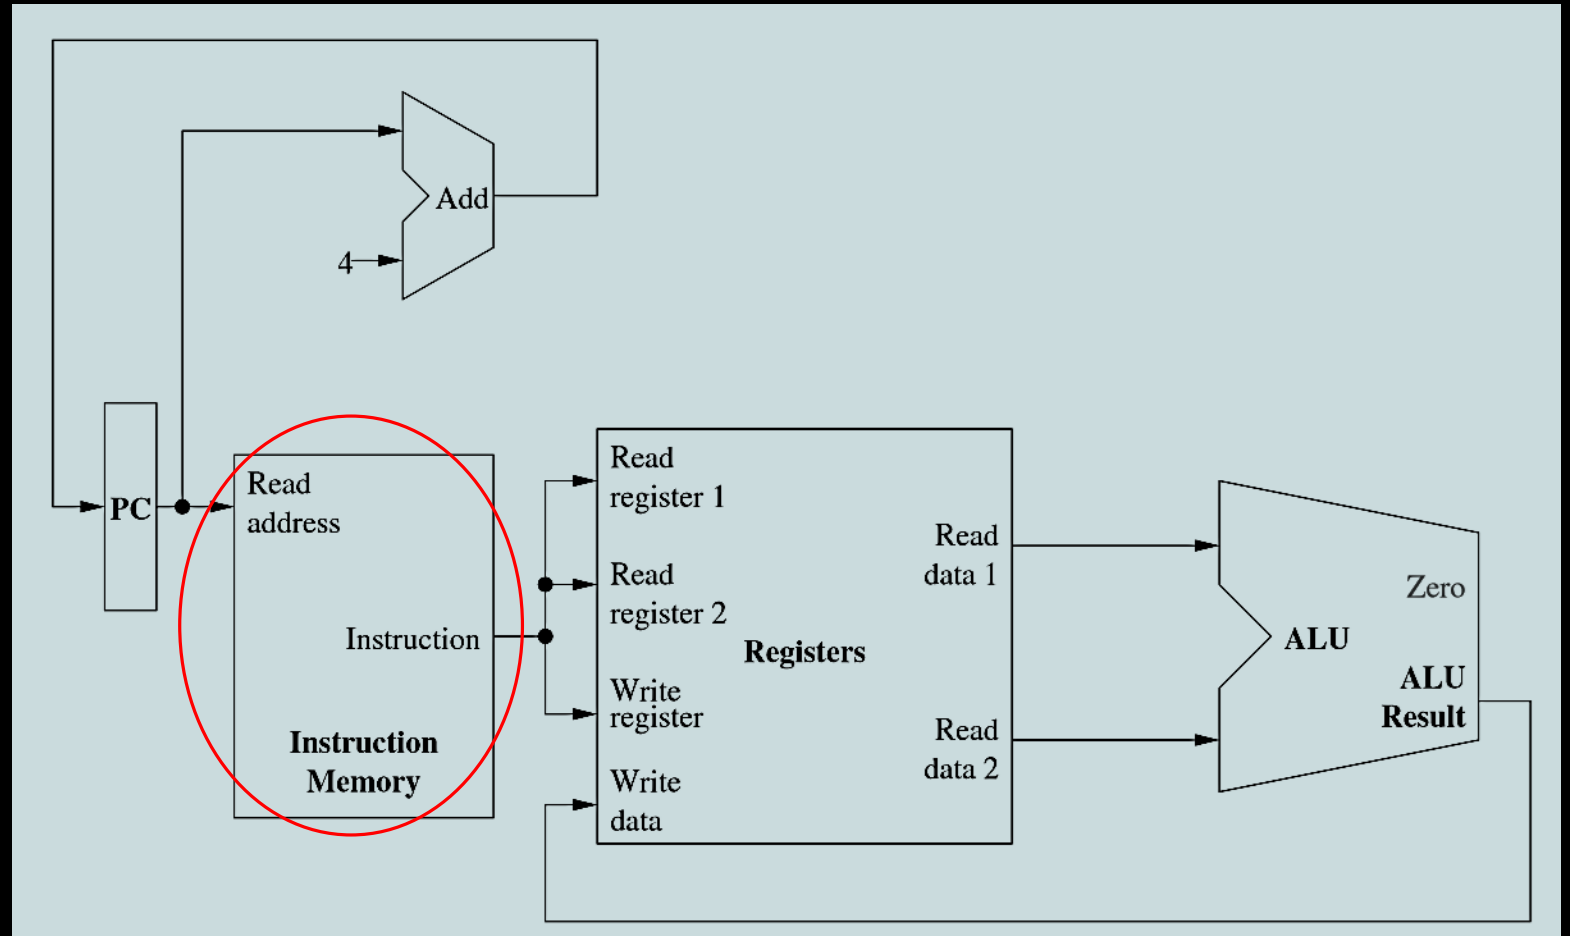 Add
4
PC
Read
address
Instruction
Instruction
Memory
Read
register 1
Read
register 2
Write
register
Write
data
Registers
Read
data 1
Read
data 2
Zero
ALU
ALU
Result